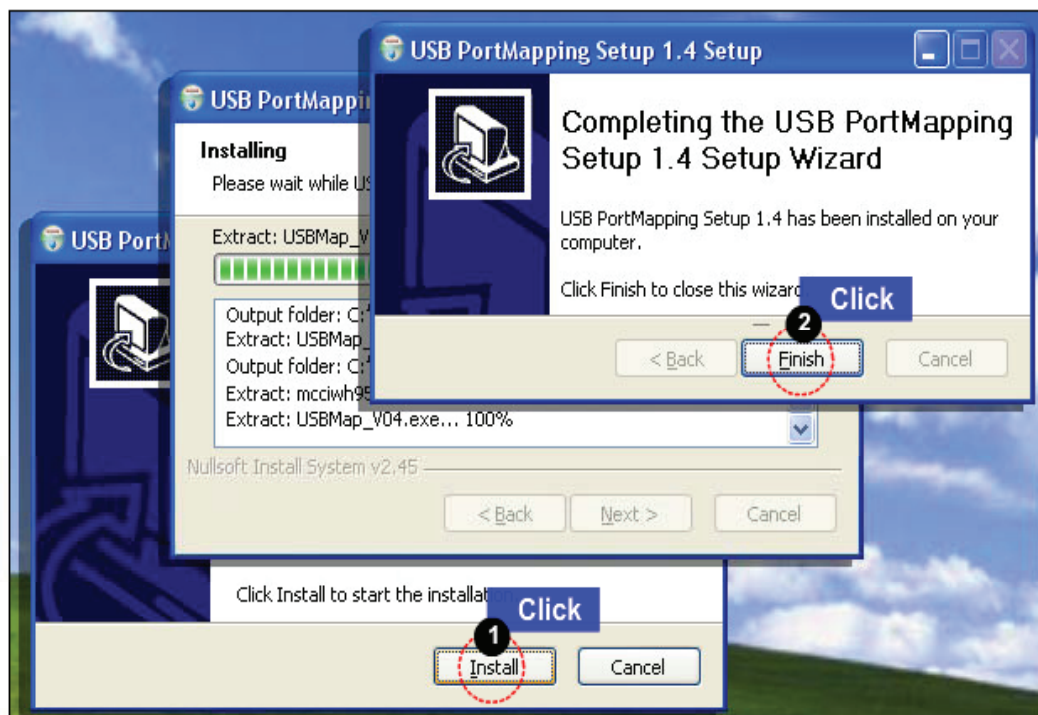 USB PortMapping Setup 1.4 Setup
Completing the USB PortMapping
Setup 1.4 Setup Wizard
USB PortMapping Setup 1.4 has been installed on your
computer.
Click Finish to close this wizard
Click
2
< Back
Finish
Cancel
USB PortMappin
Installing
Please wait while US
Extract: USBMap_V
Output folder: C:
Extract: USBMap_
Output folder: C:
Extract: mcciwh95
Extract: USBMap_V04.exe... 100%
Nullsoft Install System v2.45
< Back
Next >
Cancel
USB Port
Click Install to start the installation
Click
1
Install
Cancel